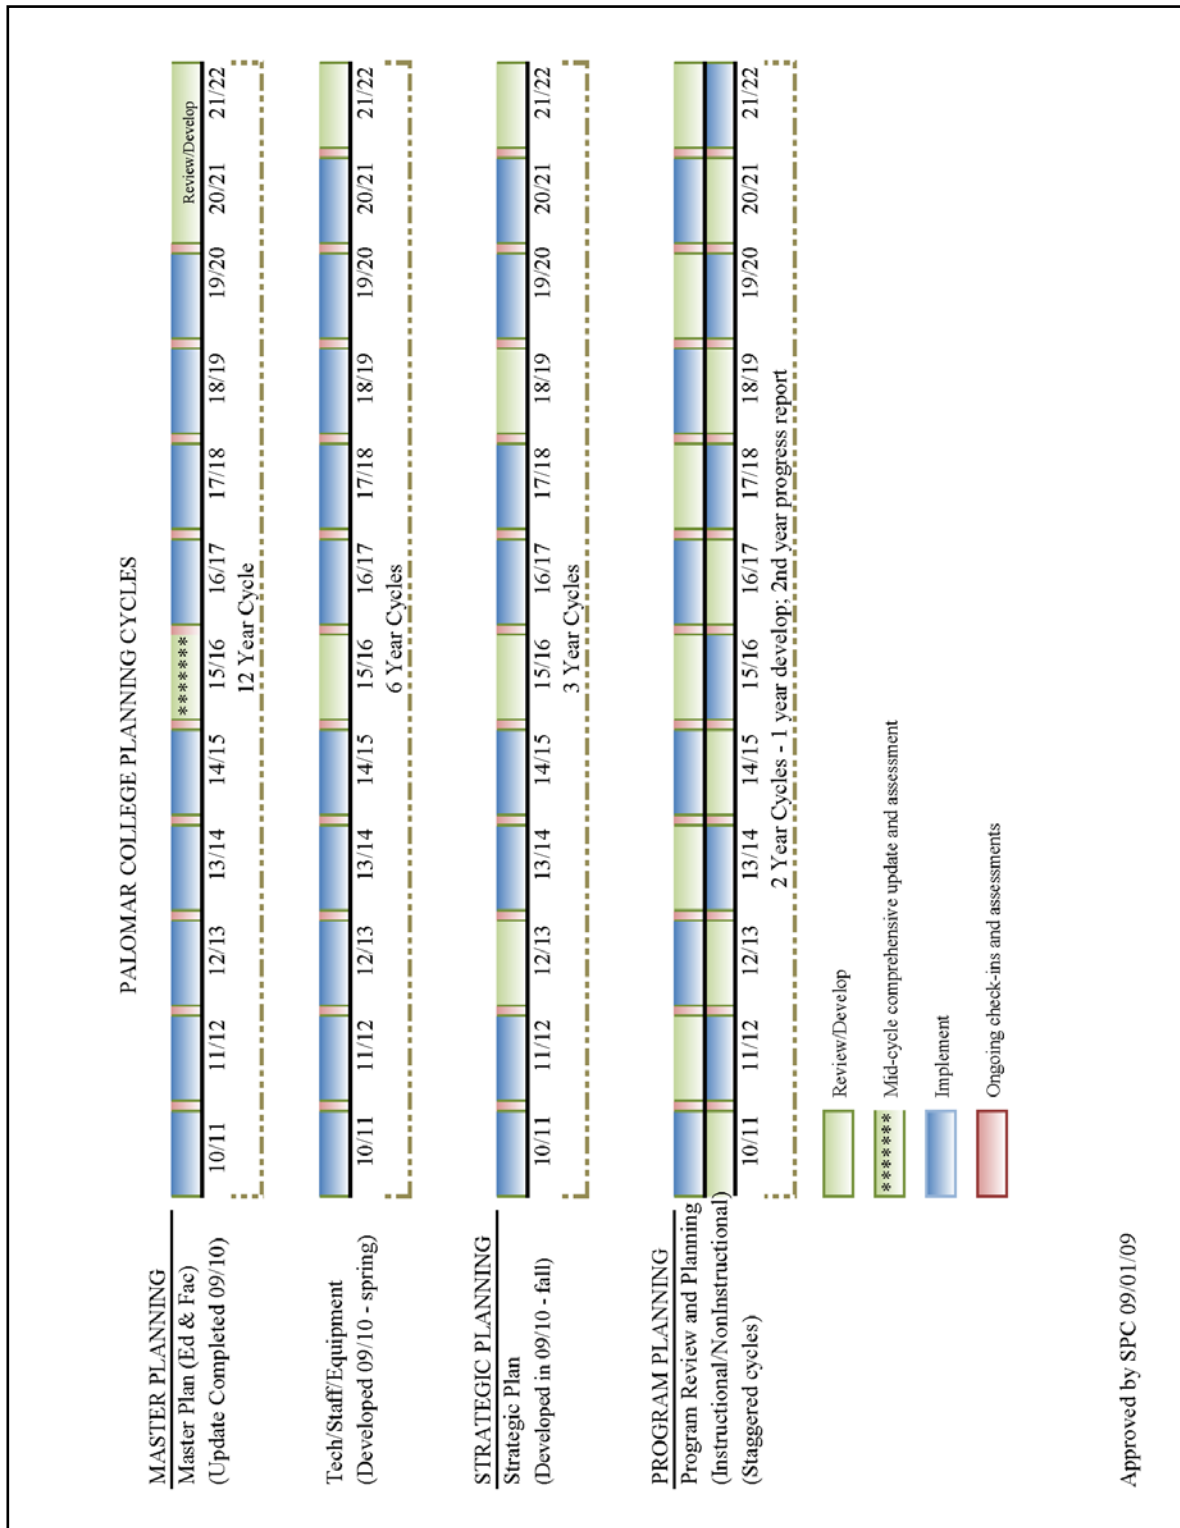 PALOMAR COLLEGE PLANNING CYCLES
MASTER PLANNING
Master Plan (Ed & Fac)
(Update Completed 09/10)
*******
Review/Develop
10/11 11/12 12/13 13/14 14/15 15/16 16/17 17/18 18/19 19/20 20/21 21/22
12 Year Cycle
Tech/Staff/Equipment
(Developed 09/10 - spring)
10/11 11/12 12/13 13/14 14/15 15/16 16/17 17/18 18/19 19/20 20/21 21/22
6 Year Cycles
STRATEGIC PLANNING
Strategic Plan
(Developed in 09/10 - fall)
10/11 11/12 12/13 13/14 14/15 15/16 16/17 17/18 18/19 19/20 20/21 21/22
3 Year Cycles
PROGRAM PLANNING
Program Review and Planning
(Instructional/NonInstructional)
(Staggered cycles)
10/11 11/12 12/13 13/14 14/15 15/16 16/17 17/18 18/19 19/20 20/21 21/22
2 Year Cycles - 1 year develop; 2nd year progress report
Review/Develop
******* Mid-cycle comprehensive update and assessment
Implement
Ongoing check-ins and assessments
Approved by SPC 09/01/09